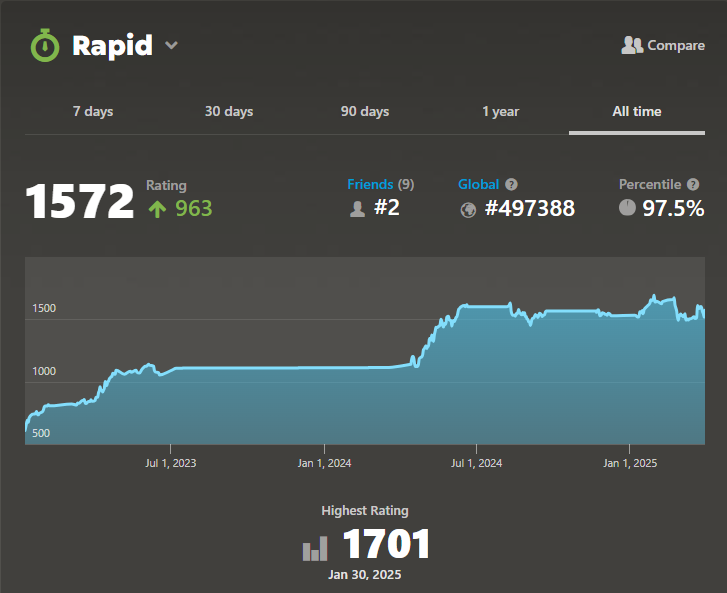 Rapid
Compare
7 days 30 days 90 days 1 year All time
1572
Rating
963
Friends (9)
#2
Global ?
#497388
Percentile ?
97.5%
1500
1000
500
Jul 1, 2023 Jan 1, 2024 Jul 1, 2024 Jan 1, 2025
Highest Rating
1701
Jan 30, 2025